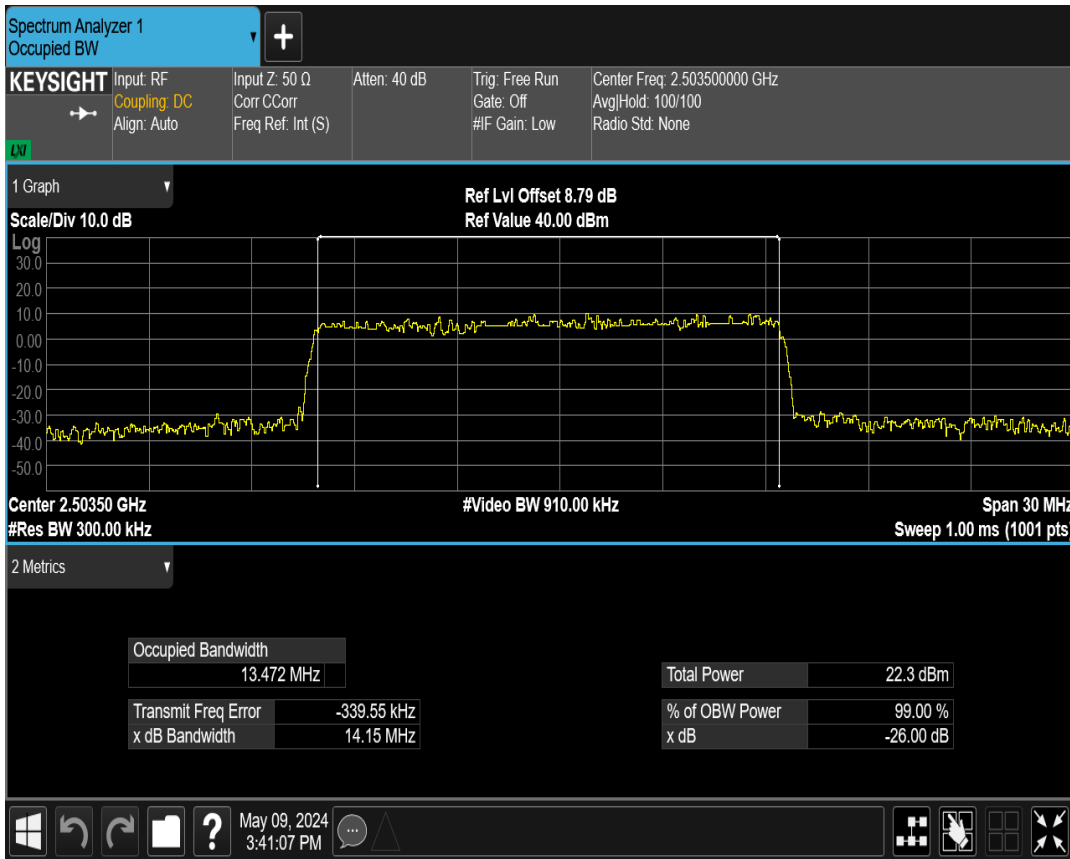 Spectrum Analyzer 1
Occupied BW
+
KEYSIGHT
LXI
Input: RF
Coupling: DC
Align: Auto
Input Z: 50 Ω
Corr CCorr
Freq Ref: Int (S)
Atten: 40 dB
Trig: Free Run
Gate: Off
#IF Gain: Low
Center Freq: 2.503500000 GHz
Avg|Hold: 100/100
Radio Std: None
1 Graph
Scale/Div 10.0 dB
Ref Lvl Offset 8.79 dB
Ref Value 40.00 dBm
Log
30.0
20.0
10.0
0.00
-10.0
-20.0
-30.0
-40.0
-50.0
Center 2.50350 GHz
#Res BW 300.00 kHz
#Video BW 910.00 kHz
Span 30 MHz
Sweep 1.00 ms (1001 pts)
2 Metrics
Occupied Bandwidth
13.472 MHz
Transmit Freq Error -339.55 kHz
x dB Bandwidth 14.15 MHz
Total Power 22.3 dBm
% of OBW Power 99.00 %
x dB -26.00 dB
?
May 09, 2024
3:41:07 PM
...